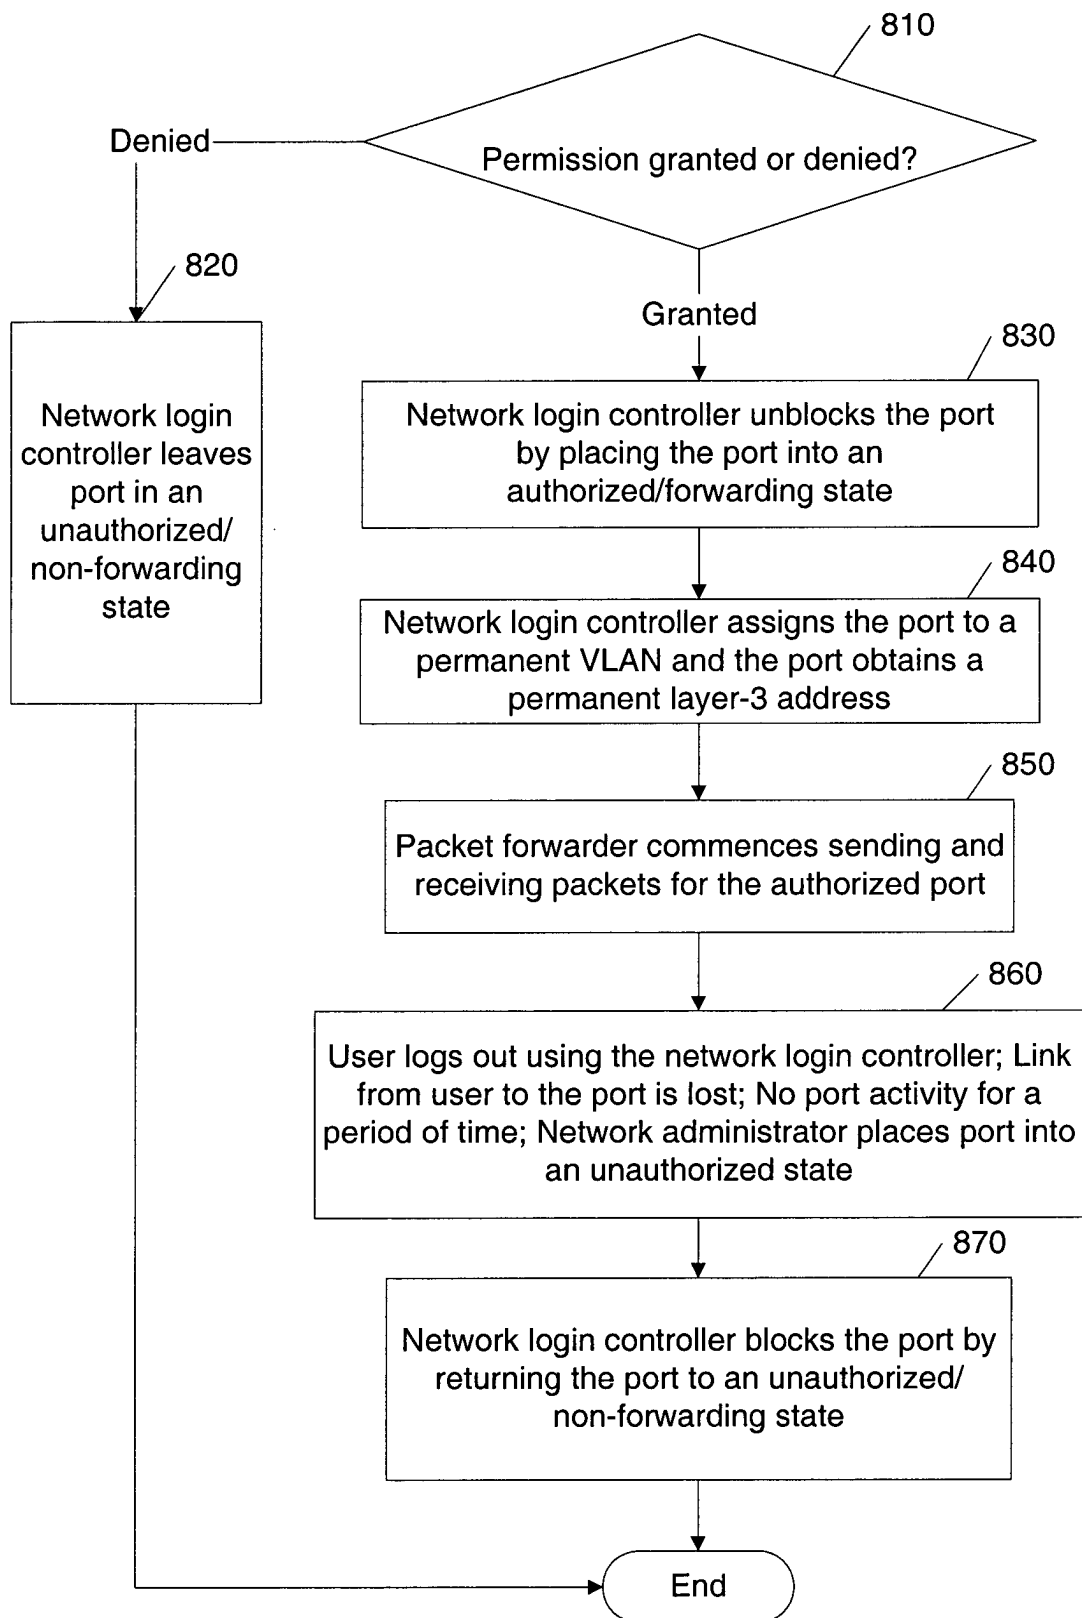 810
Denied
Permission granted or denied?
820
Granted
830
Network login
controller leaves
port in an
unauthorized/
non-forwarding
state
Network login controller unblocks the port
by placing the port into an
authorized/forwarding state
840
Network login controller assigns the port to a
permanent VLAN and the port obtains a
permanent layer-3 address
850
Packet forwarder commences sending and
receiving packets for the authorized port
860
User logs out using the network login controller; Link
from user to the port is lost; No port activity for a
period of time; Network administrator places port into
an unauthorized state
870
Network login controller blocks the port by
returning the port to an unauthorized/
non-forwarding state
End